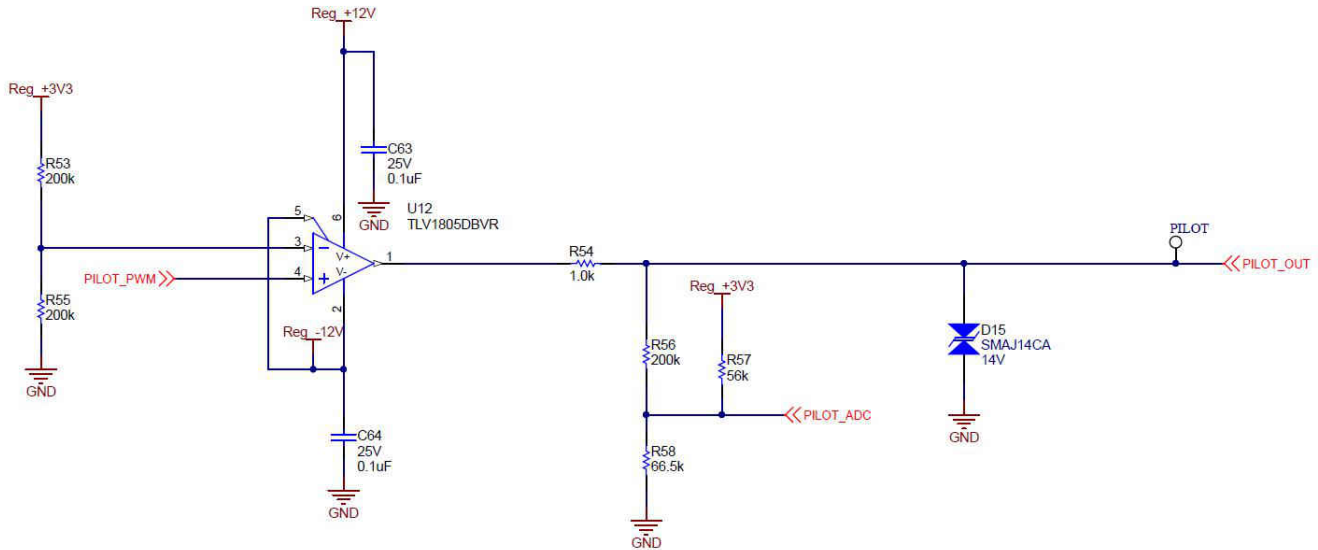 Reg_+12V
Reg_+3V3
C63
25V
0.1uF
GND
R53
200k
U12
TLV1805DBVR
5
6
3
4
1
2
V+
V-
PILOT_PWM
R55
200k
GND
Reg_-12V
C64
25V
0.1uF
GND
R54
1.0k
PILOT
PILOT_OUT
Reg_+3V3
R56
200k
R57
56k
PILOT_ADC
R58
66.5k
GND
D15
SMAJ14CA
14V
GND